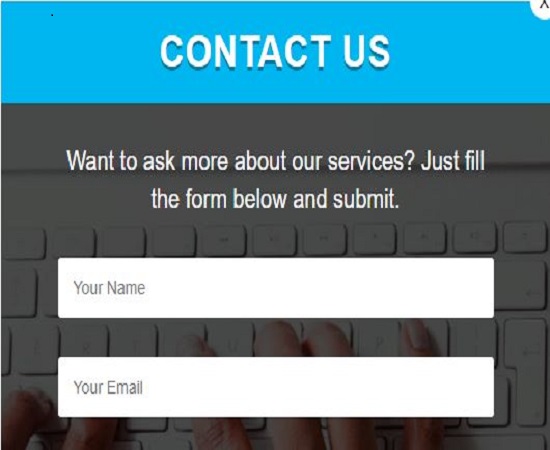 X
CONTACT US
Want to ask more about our services? Just fill
the form below and submit.
Your Name
Your Email